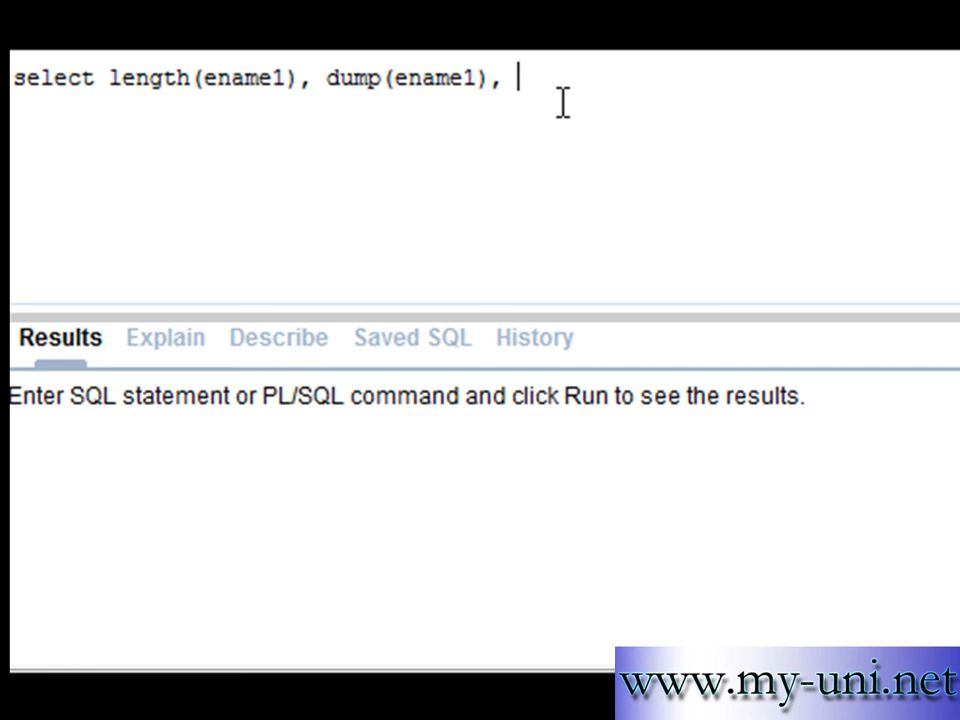 select length(ename1), dump(ename1),
Results Explain Describe Saved SQL History
Enter SQL statement or PL/SQL command and click Run to see the results.
www.my-uni.net